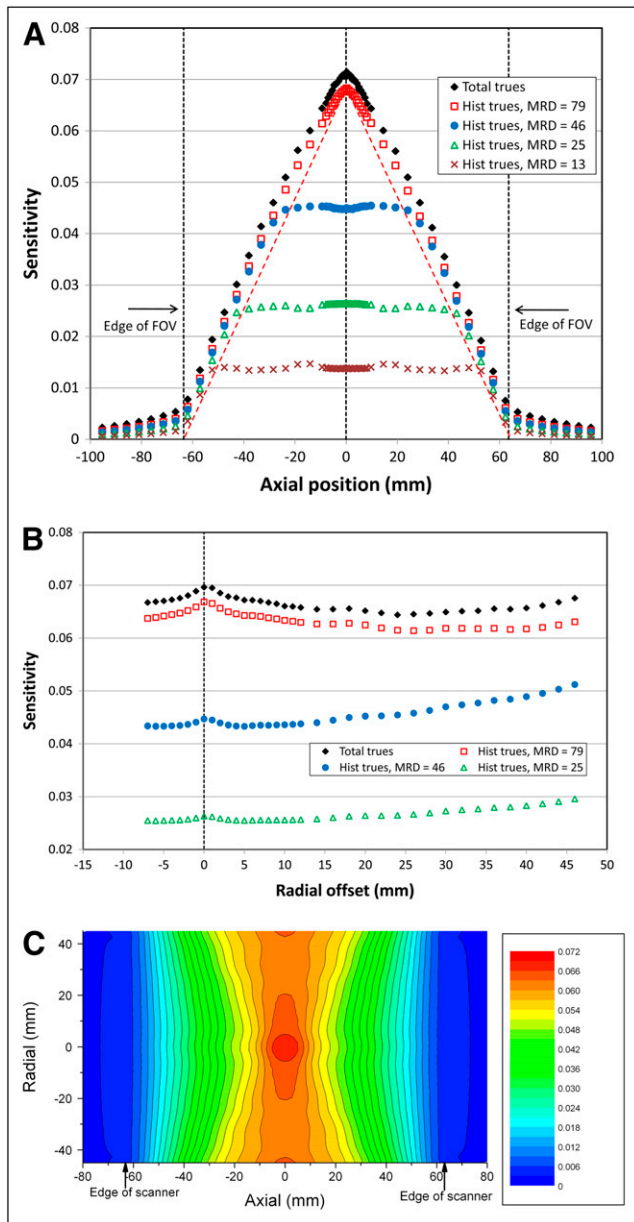 A
0.08
0.07
0.06
0.05
0.04
0.03
0.02
0.01
0
Sensitivity
Total trues
Hist trues, MRD = 79
Hist trues, MRD = 46
Hist trues, MRD = 25
Hist trues, MRD = 13
Edge of FOV
Edge of FOV
-100 -80 -60 -40 -20 0 20 40 60 80 100
Axial position (mm)
B
0.08
0.07
0.06
0.05
0.04
0.03
0.02
Sensitivity
Total trues
Hist trues, MRD = 79
Hist trues, MRD = 46
Hist trues, MRD = 25
-15 -10 -5 0 5 10 15 20 25 30 35 40 45 50
Radial offset (mm)
C
40
20
0
-20
-40
Radial (mm)
-80 -60 -40 -20 0 20 40 60 80
Edge of scanner
Axial (mm)
Edge of scanner
0.072
0.066
0.060
0.054
0.048
0.042
0.036
0.030
0.024
0.018
0.012
0.006
0